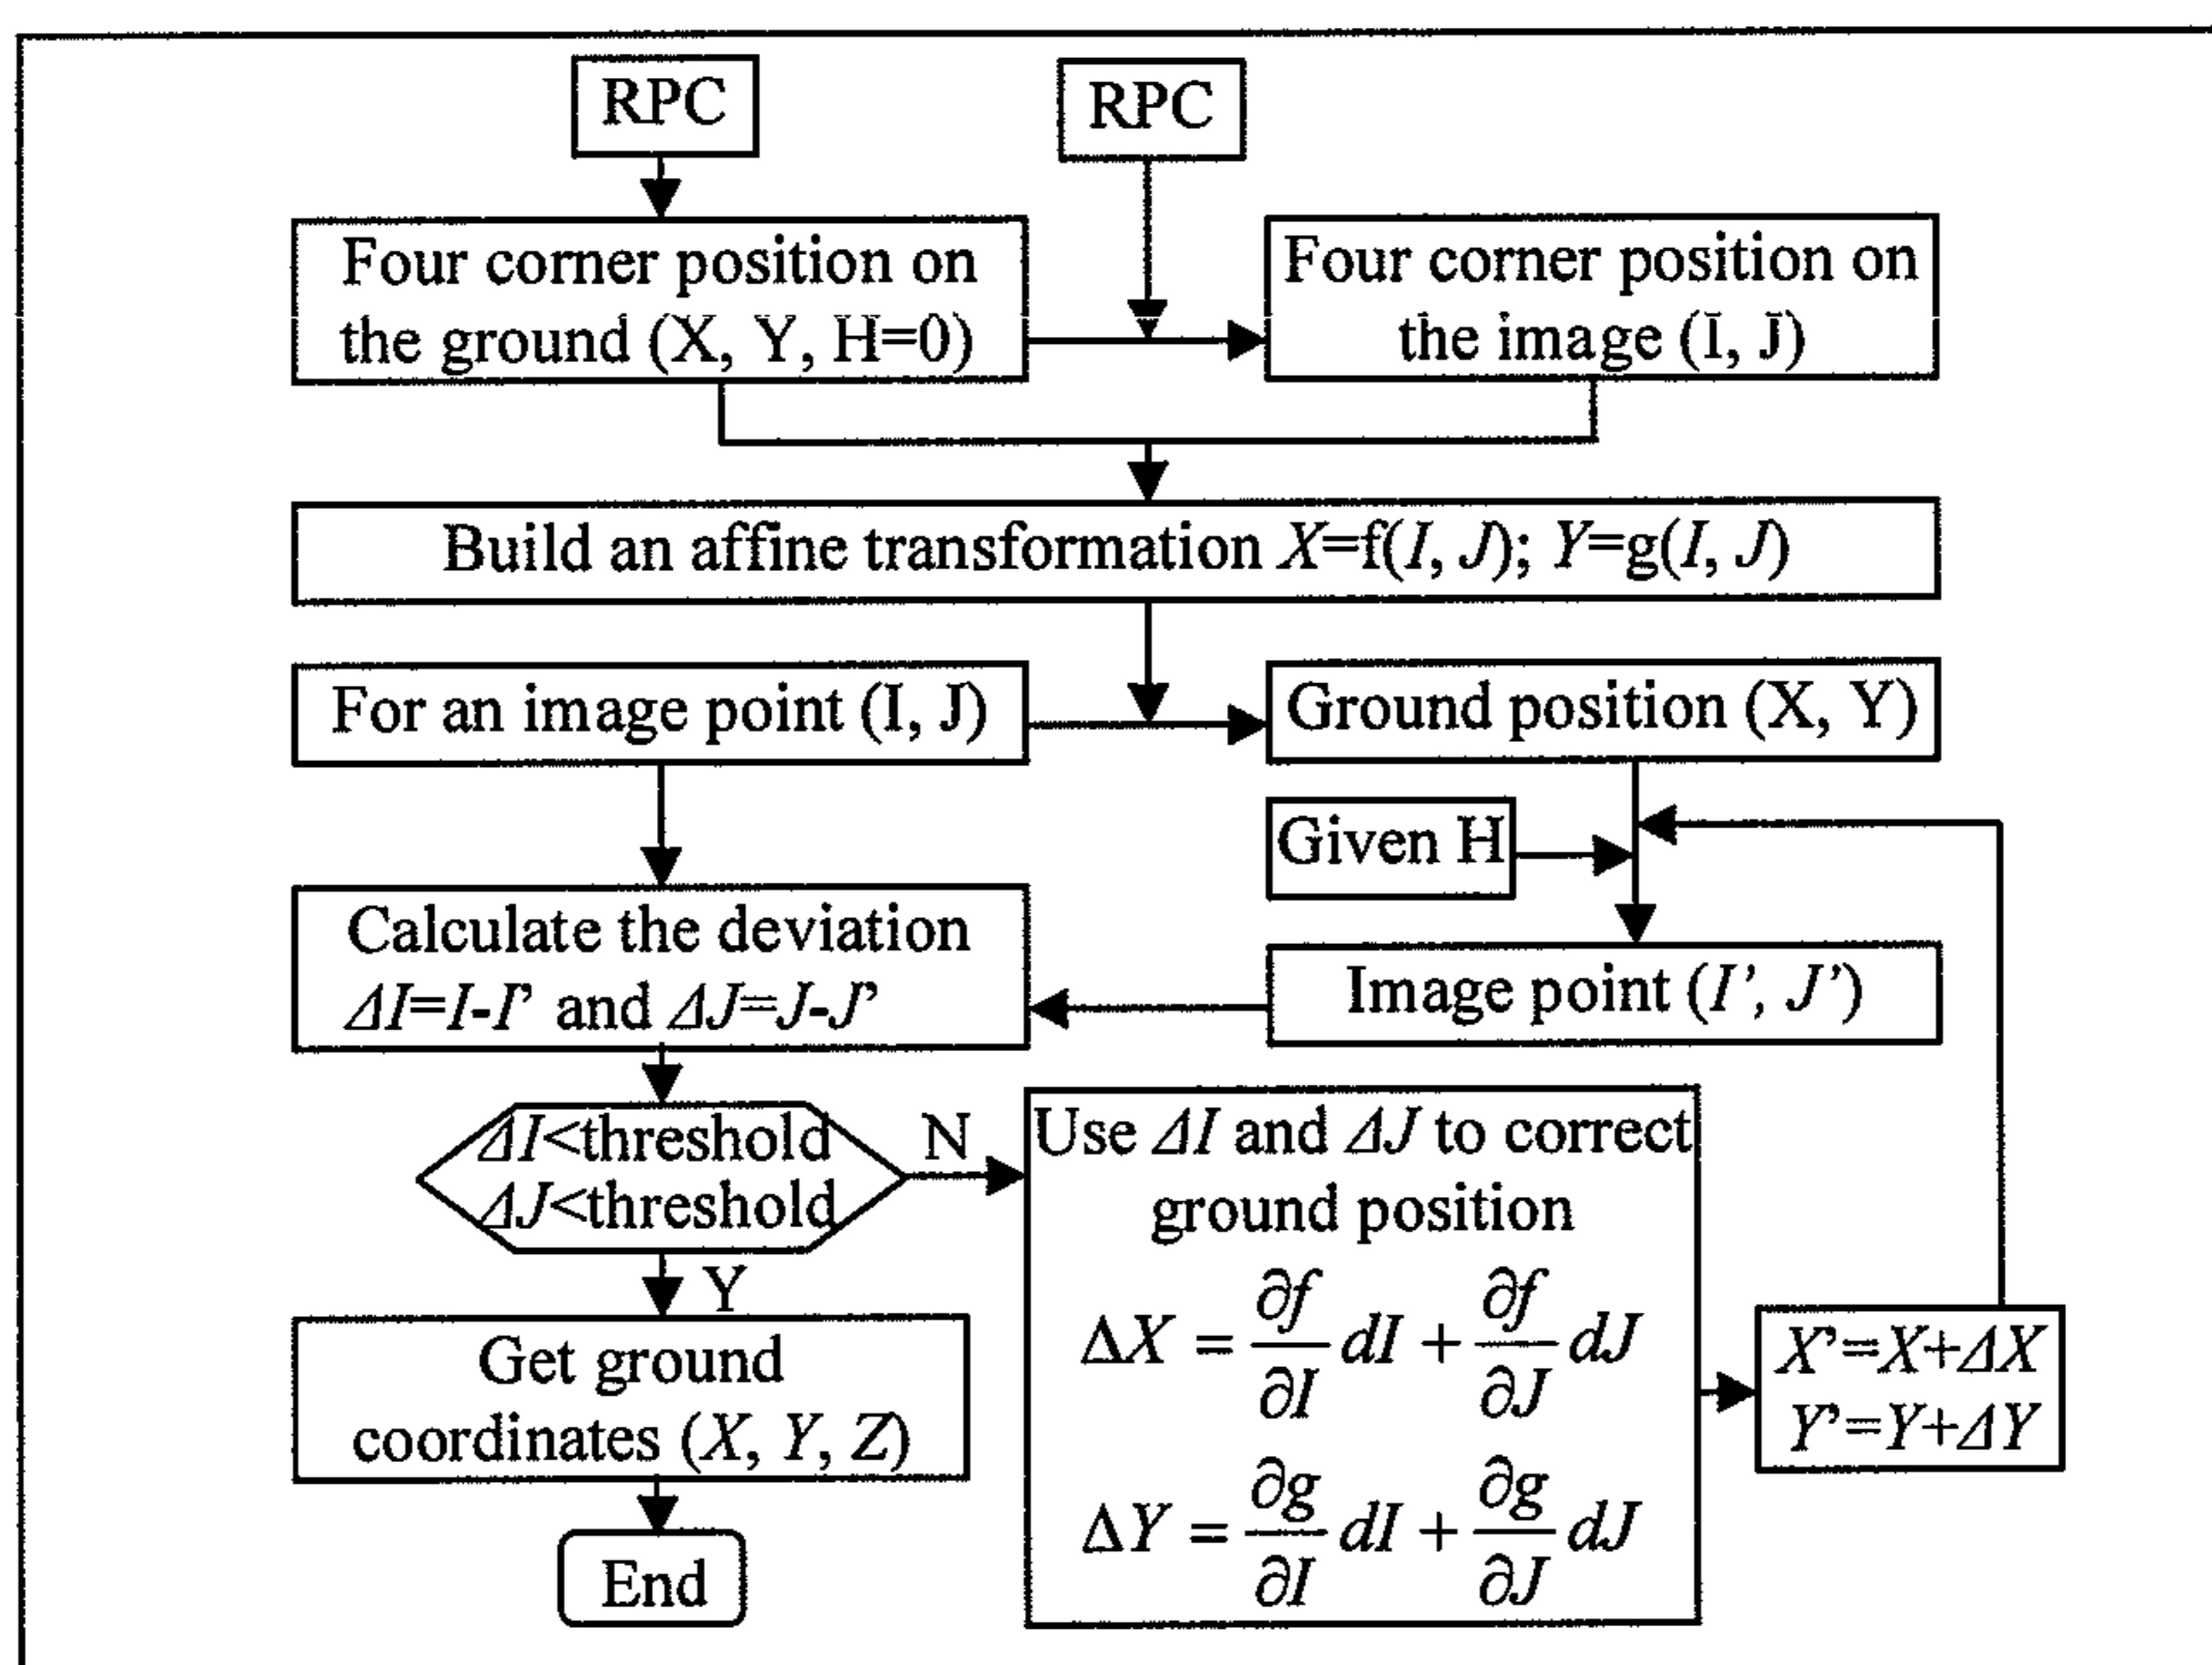 RPC
RPC
Four corner position on
the ground (X, Y, H=0)
Four corner position on
the image (I, J)
Build an affine transformation X=f(I, J); Y=g(I, J)
For an image point (I, J)
Ground position (X, Y)
Given H
Calculate the deviation
ΔI=I-I’ and ΔJ=J-J’
Image point (I’, J’)
ΔI<threshold
ΔJ<threshold
N
Y
Use ΔI and ΔJ to correct
ground position
ΔX = ∂f/∂I dI + ∂f/∂J dJ
ΔY = ∂g/∂I dI + ∂g/∂J dJ
X’=X+ΔX
Y’=Y+ΔY
Get ground
coordinates (X, Y, Z)
End